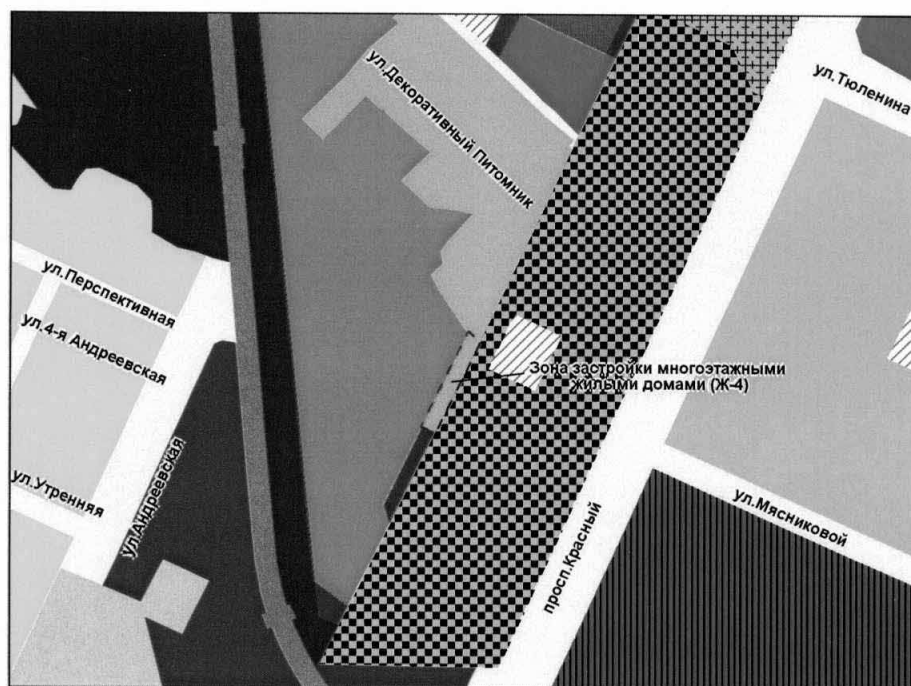 ул.Тюленина
ул.Декоративный Питомник
ул.Перспективная
ул.4-я Андреевская
Зона застройки многоэтажными
жилыми домами (Ж-4)
ул.Андреевская
ул.Утренняя
ул.Мясниковой
просп.Красный